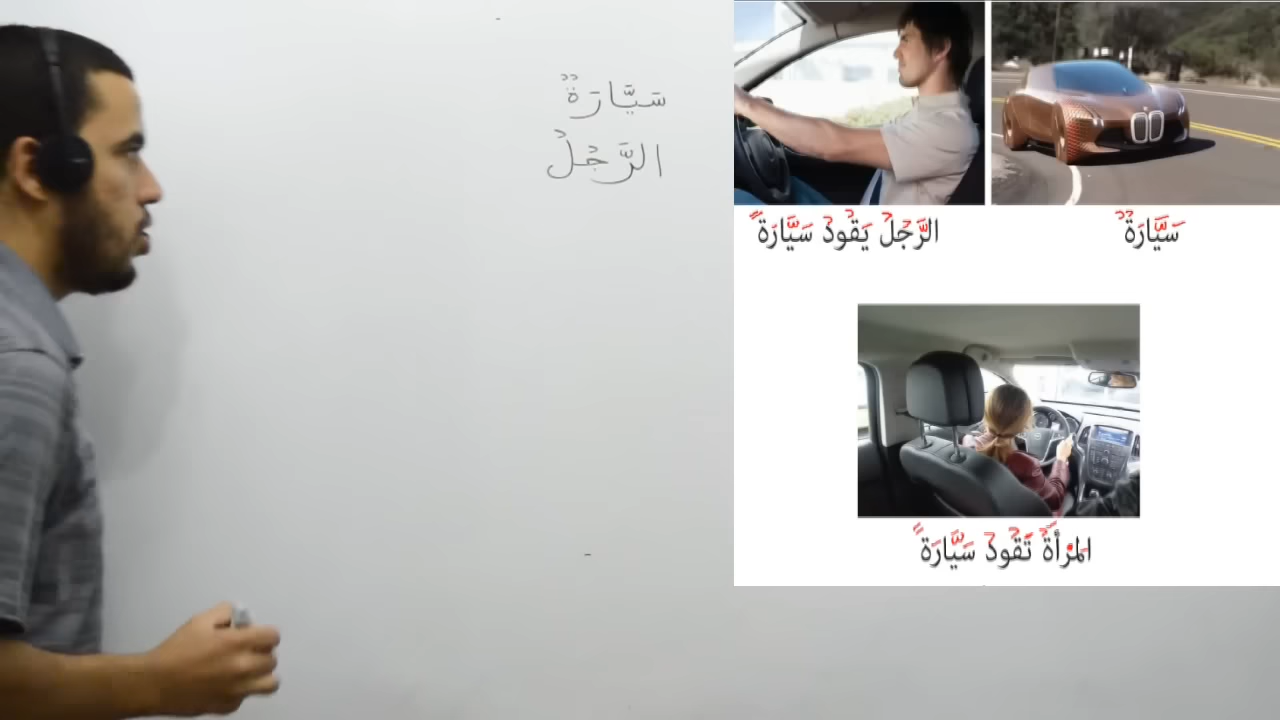 سَيَّارَةٌ
الرَّجُلُ
سَيَّارَةٌ
الرَّجُلُ يَقُودُ سَيَّارَةً
المَرْأَةُ تَقُودُ سَيَّارَةً